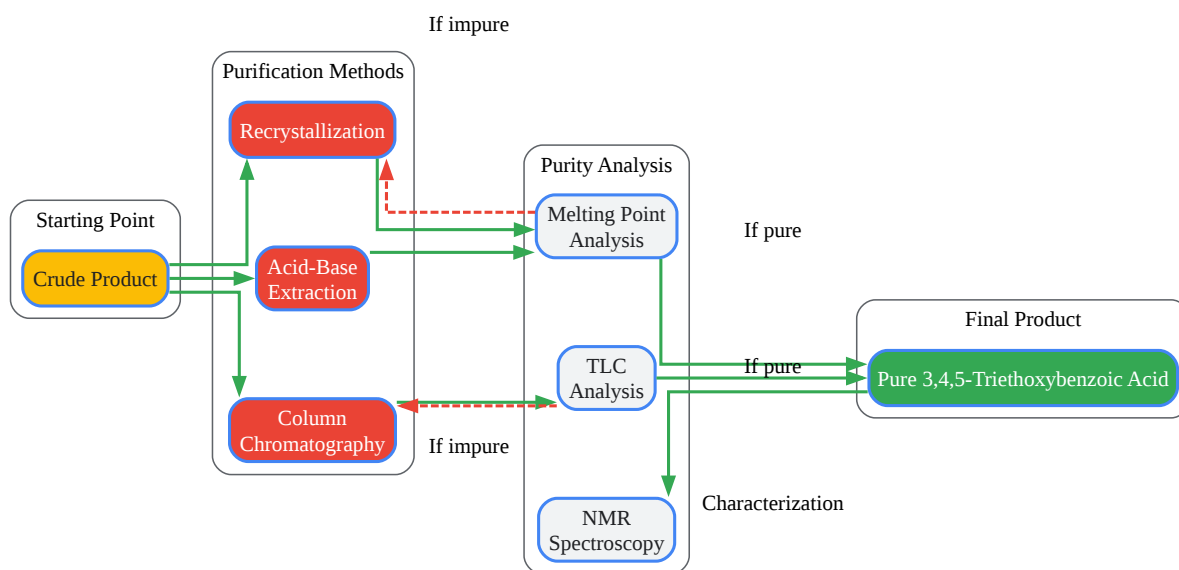 If impure
Purification Methods
Recrystallization
Purity Analysis
Starting Point
Melting Point
Analysis
If pure
Crude Product
Acid-Base
Extraction
Final Product
TLC
Analysis
If pure
Pure 3,4,5-Triethoxybenzoic Acid
Column
Chromatography
If impure
Characterization
NMR
Spectroscopy